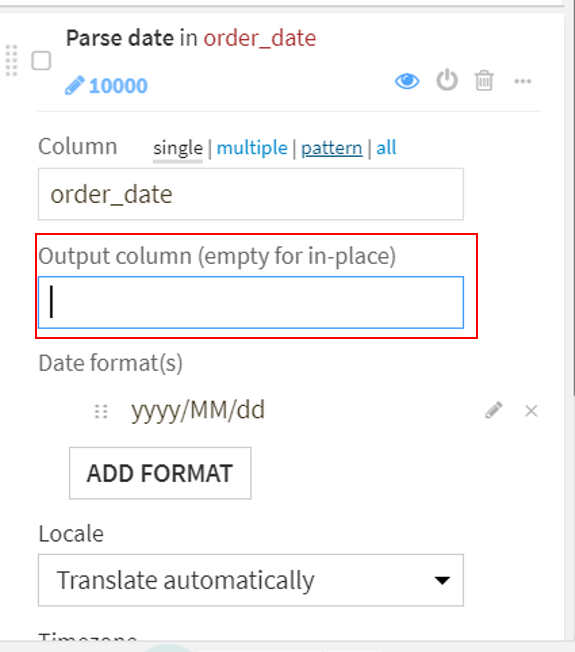 Parse date in order_date
10000
Column single | multiple | pattern | all
order_date
Output column (empty for in-place)
Date format(s)
yyyy/MM/dd
ADD FORMAT
Locale
Translate automatically
Timezone